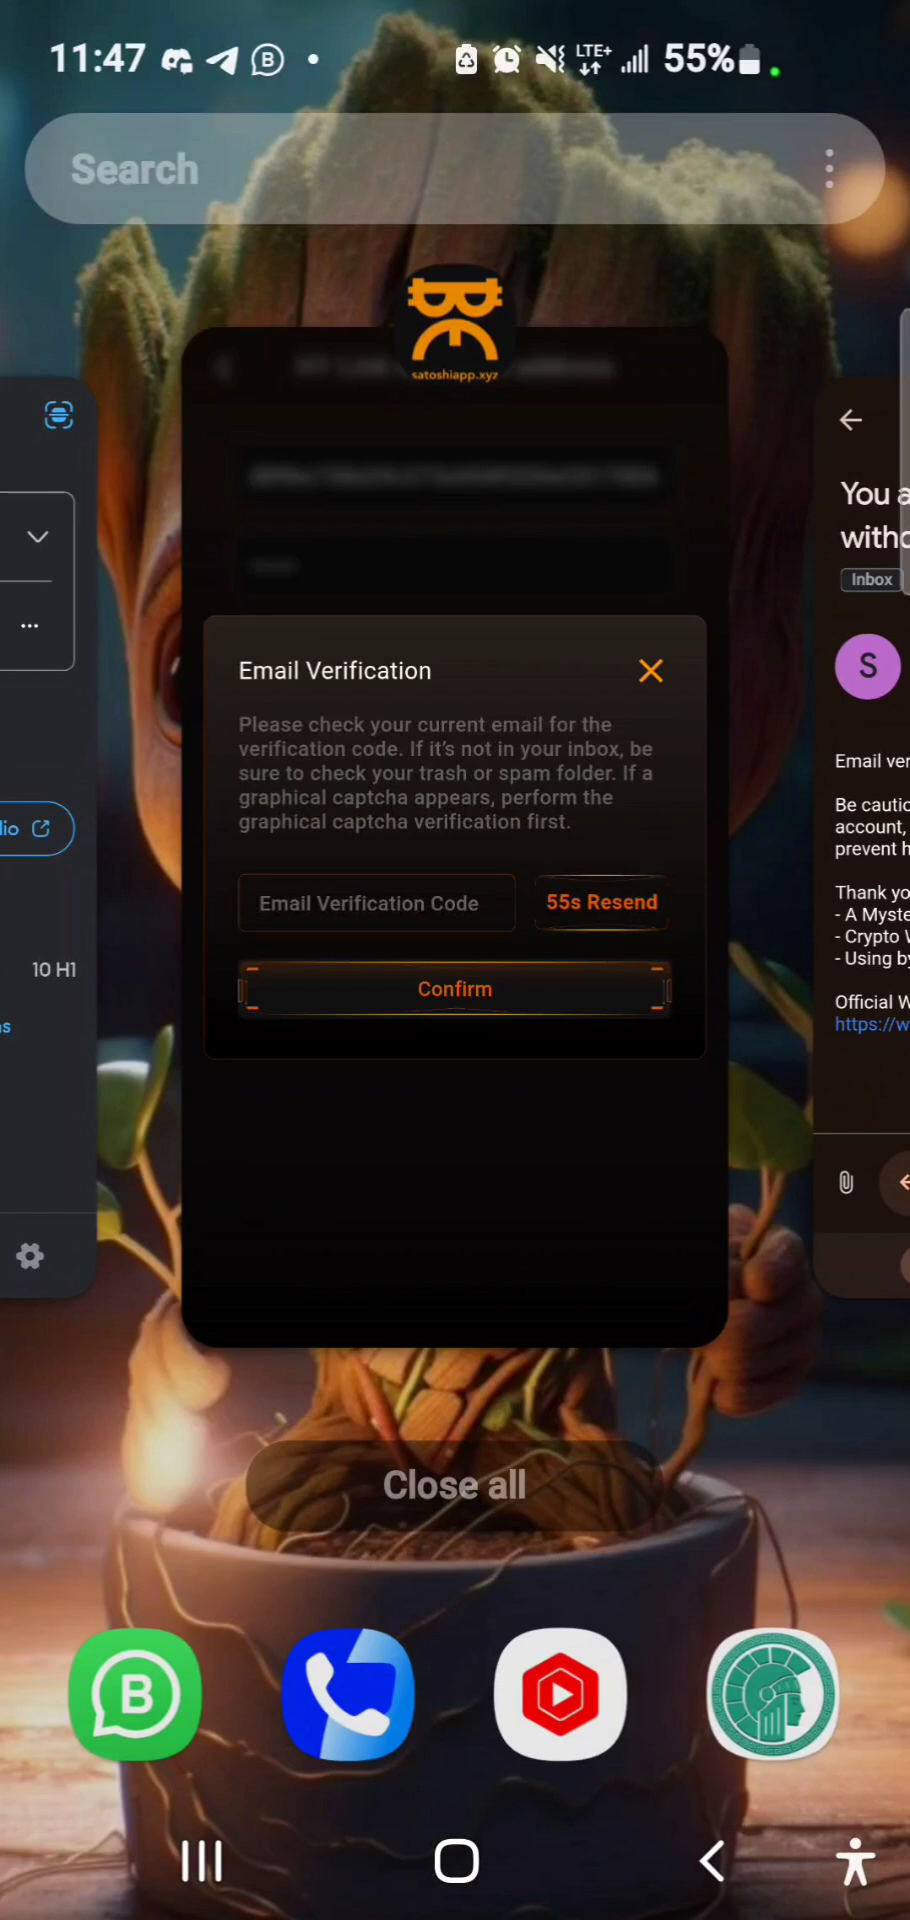 11:47
LTE+
55%
Search
satoshiapp.xyz
address
Email Verification
Please check your current email for the
verification code. If it's not in your inbox, be
sure to check your trash or spam folder. If a
graphical captcha appears, perform the
graphical captcha verification first.
Email Verification Code
55s Resend
Confirm
...
dio
10 H1
You a
witho
Inbox
S
Email ver
Be cautio
account,
prevent h
Thank yo
- A Myste
- Crypto W
- Using by
Official W
https://w
Close all
B